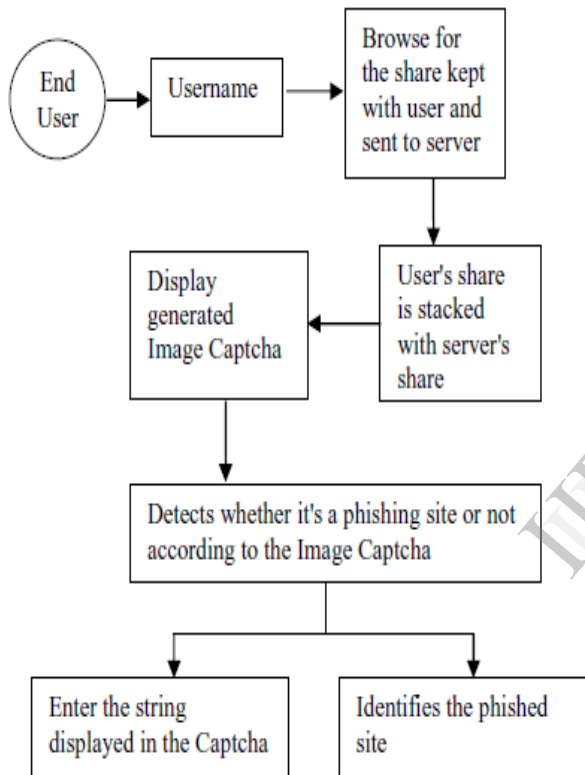 End
User
Username
Browse for
the share kept
with user and
sent to server
User's share
is stacked
with server's
share
Display
generated
Image Captcha
Detects whether it's a phishing site or not
according to the Image Captcha
Enter the string
displayed in the Captcha
Identifies the phished
site